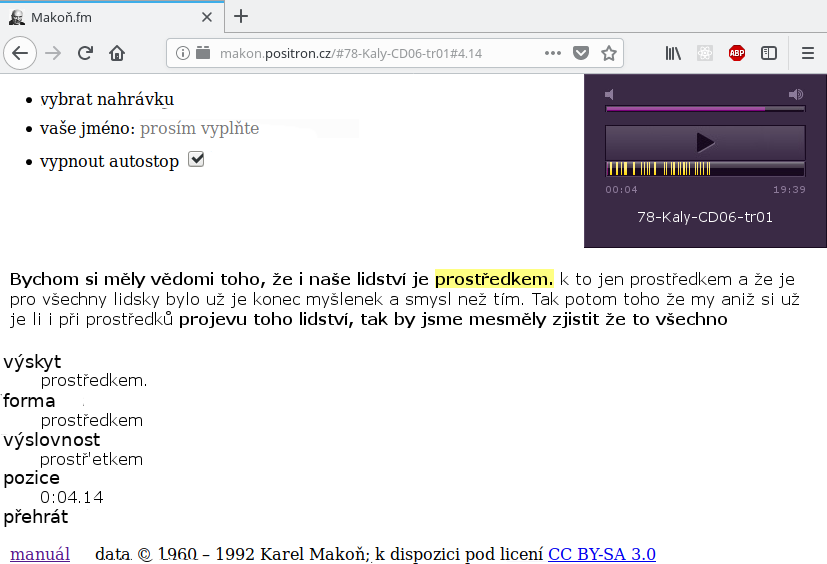 Makoň.fm
makon.positron.cz/#78-Kaly-CD06-tr01#4.14
ABP
vybrat nahrávku
vaše jméno: prosím vyplňte
vypnout autostop
00:04 19:39
78-Kaly-CD06-tr01
Bychom si měly vědomi toho, že i naše lidství je prostředkem. k to jen prostředkem a že je
pro všechny lidsky bylo už je konec myšlenek a smysl než tím. Tak potom toho že my aniž si už
je li i při prostředků projevu toho lidství, tak by jsme mesměly zjistit že to všechno
výskyt
prostředkem.
forma
prostředkem
výslovnost
prostř'etkem
pozice
0:04.14
přehrát
manuál data © 1960 – 1992 Karel Makoň; k dispozici pod licení CC BY-SA 3.0